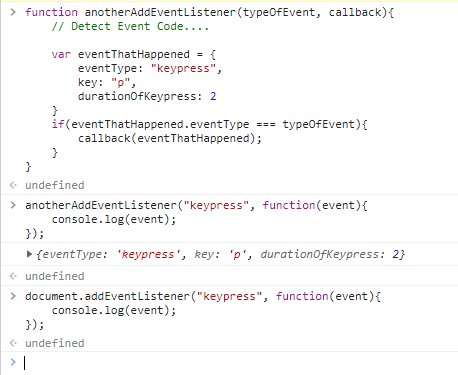 > function anotherAddEventListener(typeOfEvent, callback){
// Detect Event Code....
var eventThatHappened = {
eventType: "keypress",
key: "p",
durationOfKeypress: 2
}
if(eventThatHappened.eventType === typeOfEvent){
callback(eventThatHappened);
}
}
undefined
> anotherAddEventListener("keypress", function(event){
console.log(event);
});
{eventType: 'keypress', key: 'p', durationOfKeypress: 2}
undefined
> document.addEventListener("keypress", function(event){
console.log(event);
});
undefined
>